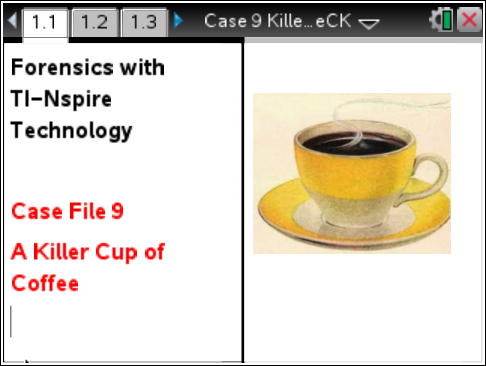 1.1 1.2 1.3 Case 9 Kille...eCK
Forensics with
TI-Nspire
Technology
Case File 9
A Killer Cup of
Coffee